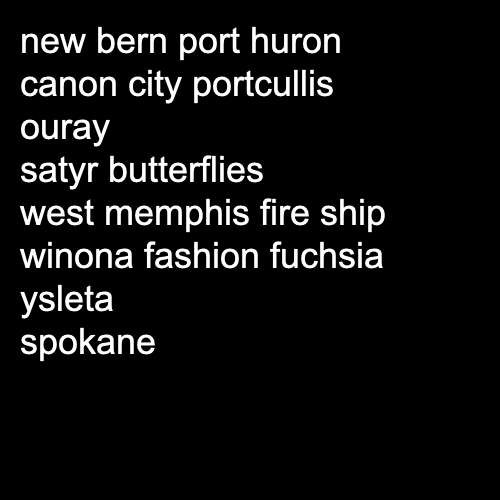 new bern port huron
canon city portcullis
ouray
satyr butterflies
west memphis fire ship
winona fashion fuchsia
ysleta
spokane